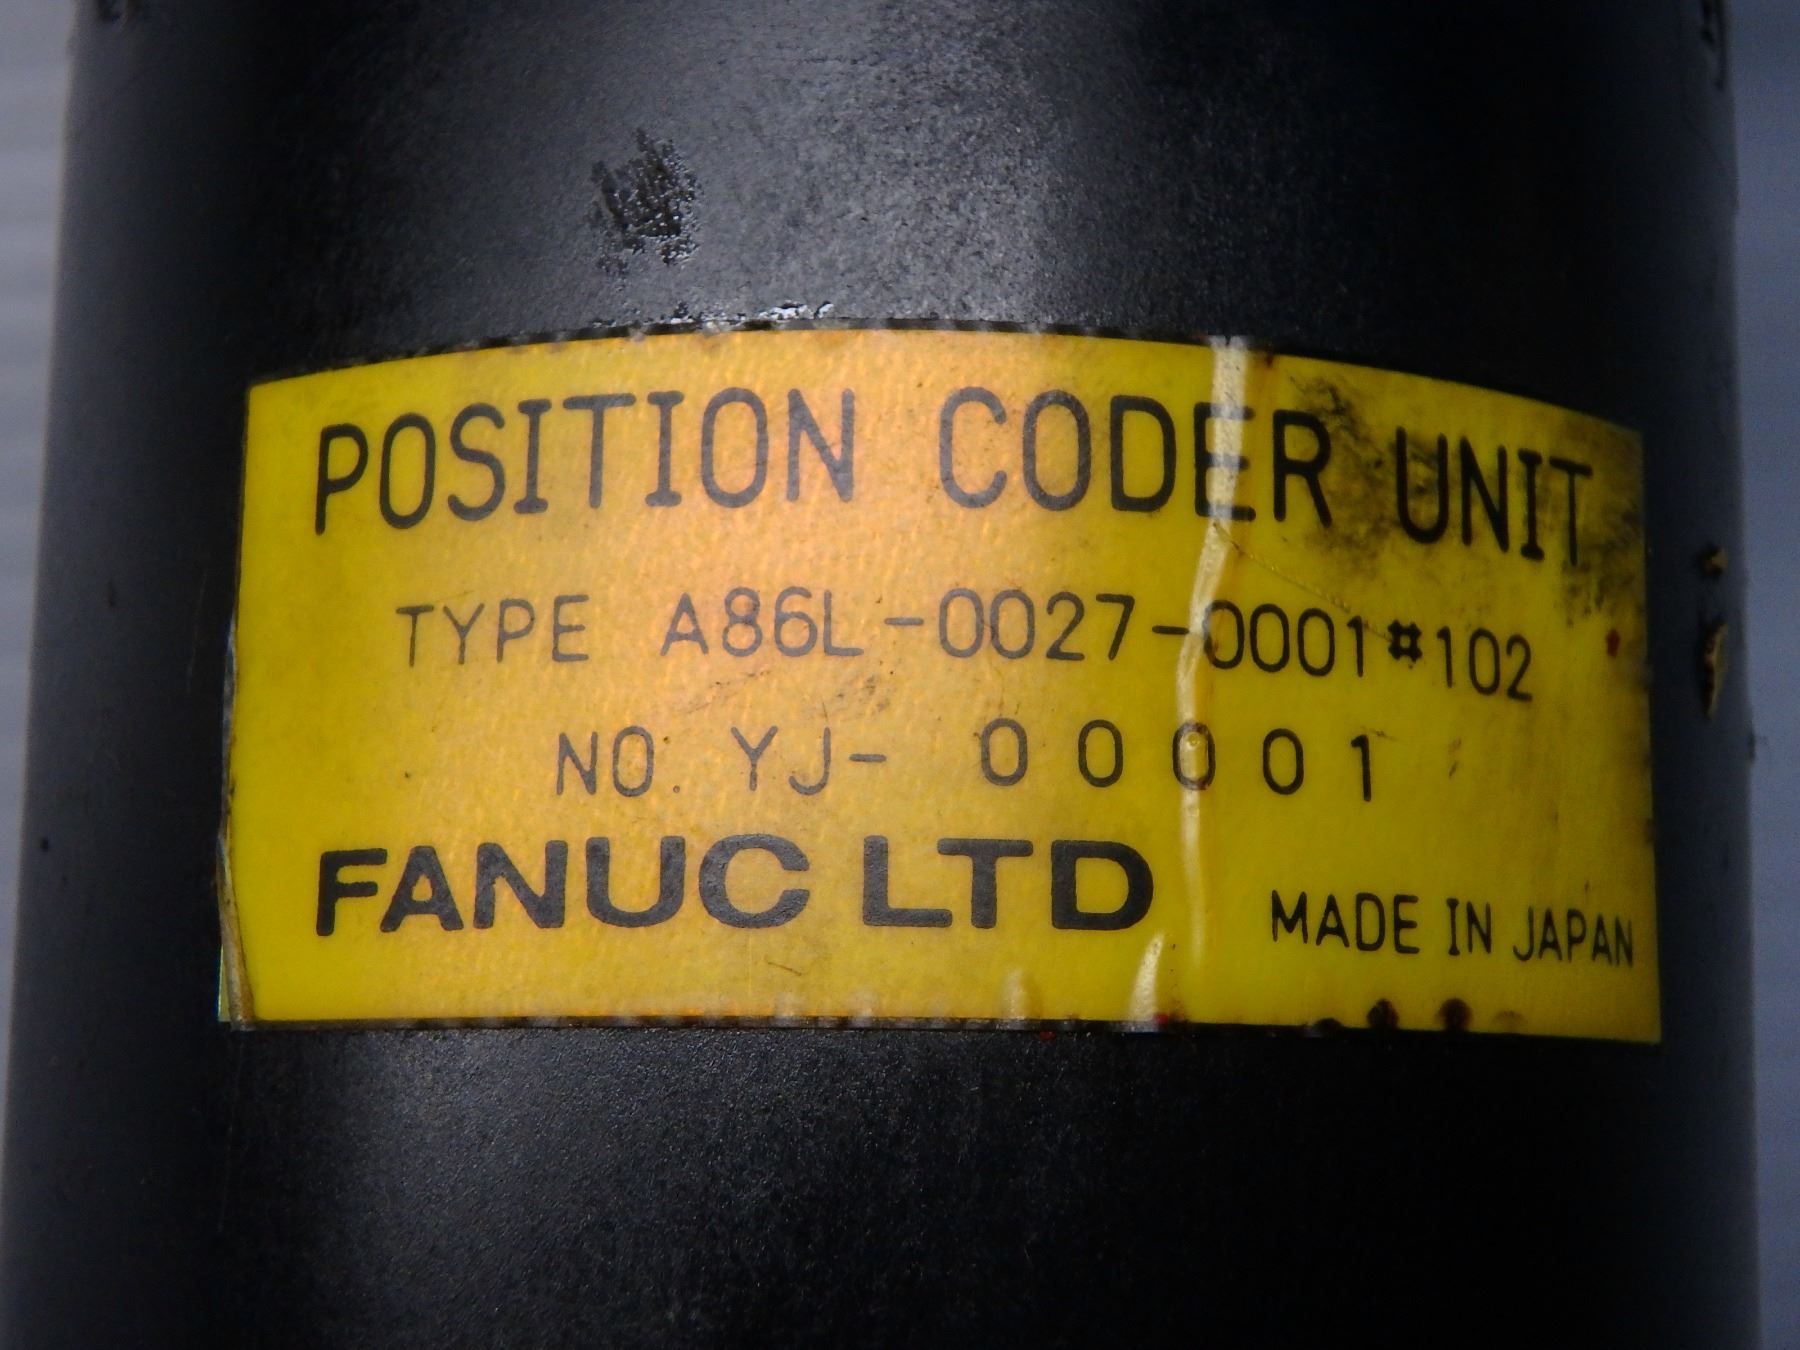 POSITION CODER UNIT
TYPE A86L-0027-0001#102
NO. YJ- 00001
FANUC LTD MADE IN JAPAN